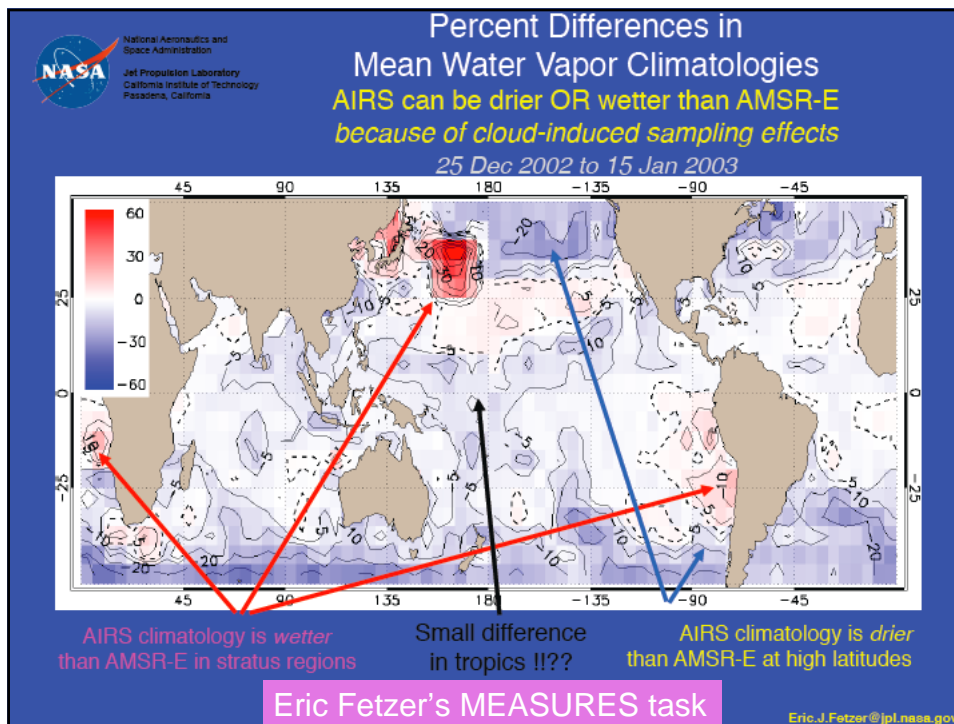 National Aeronautics and
Space Administration
Jet Propulsion Laboratory
California Institute of Technology
Pasadena, California
NASA
Percent Differences in
Mean Water Vapor Climatologies
AIRS can be drier OR wetter than AMSR-E
because of cloud-induced sampling effects
25 Dec 2002 to 15 Jan 2003
45 90 135 180 -135 -90 -45
60
30
0
-30
-60
25 25
0 0
-25 -25
45 90 135 180 -135 -90 -45
AIRS climatology is wetter
than AMSR-E in stratus regions
Small difference
in tropics !!??
AIRS climatology is drier
than AMSR-E at high latitudes
Eric Fetzer's MEASURES task
Eric.J.Fetzer@jpl.nasa.gov